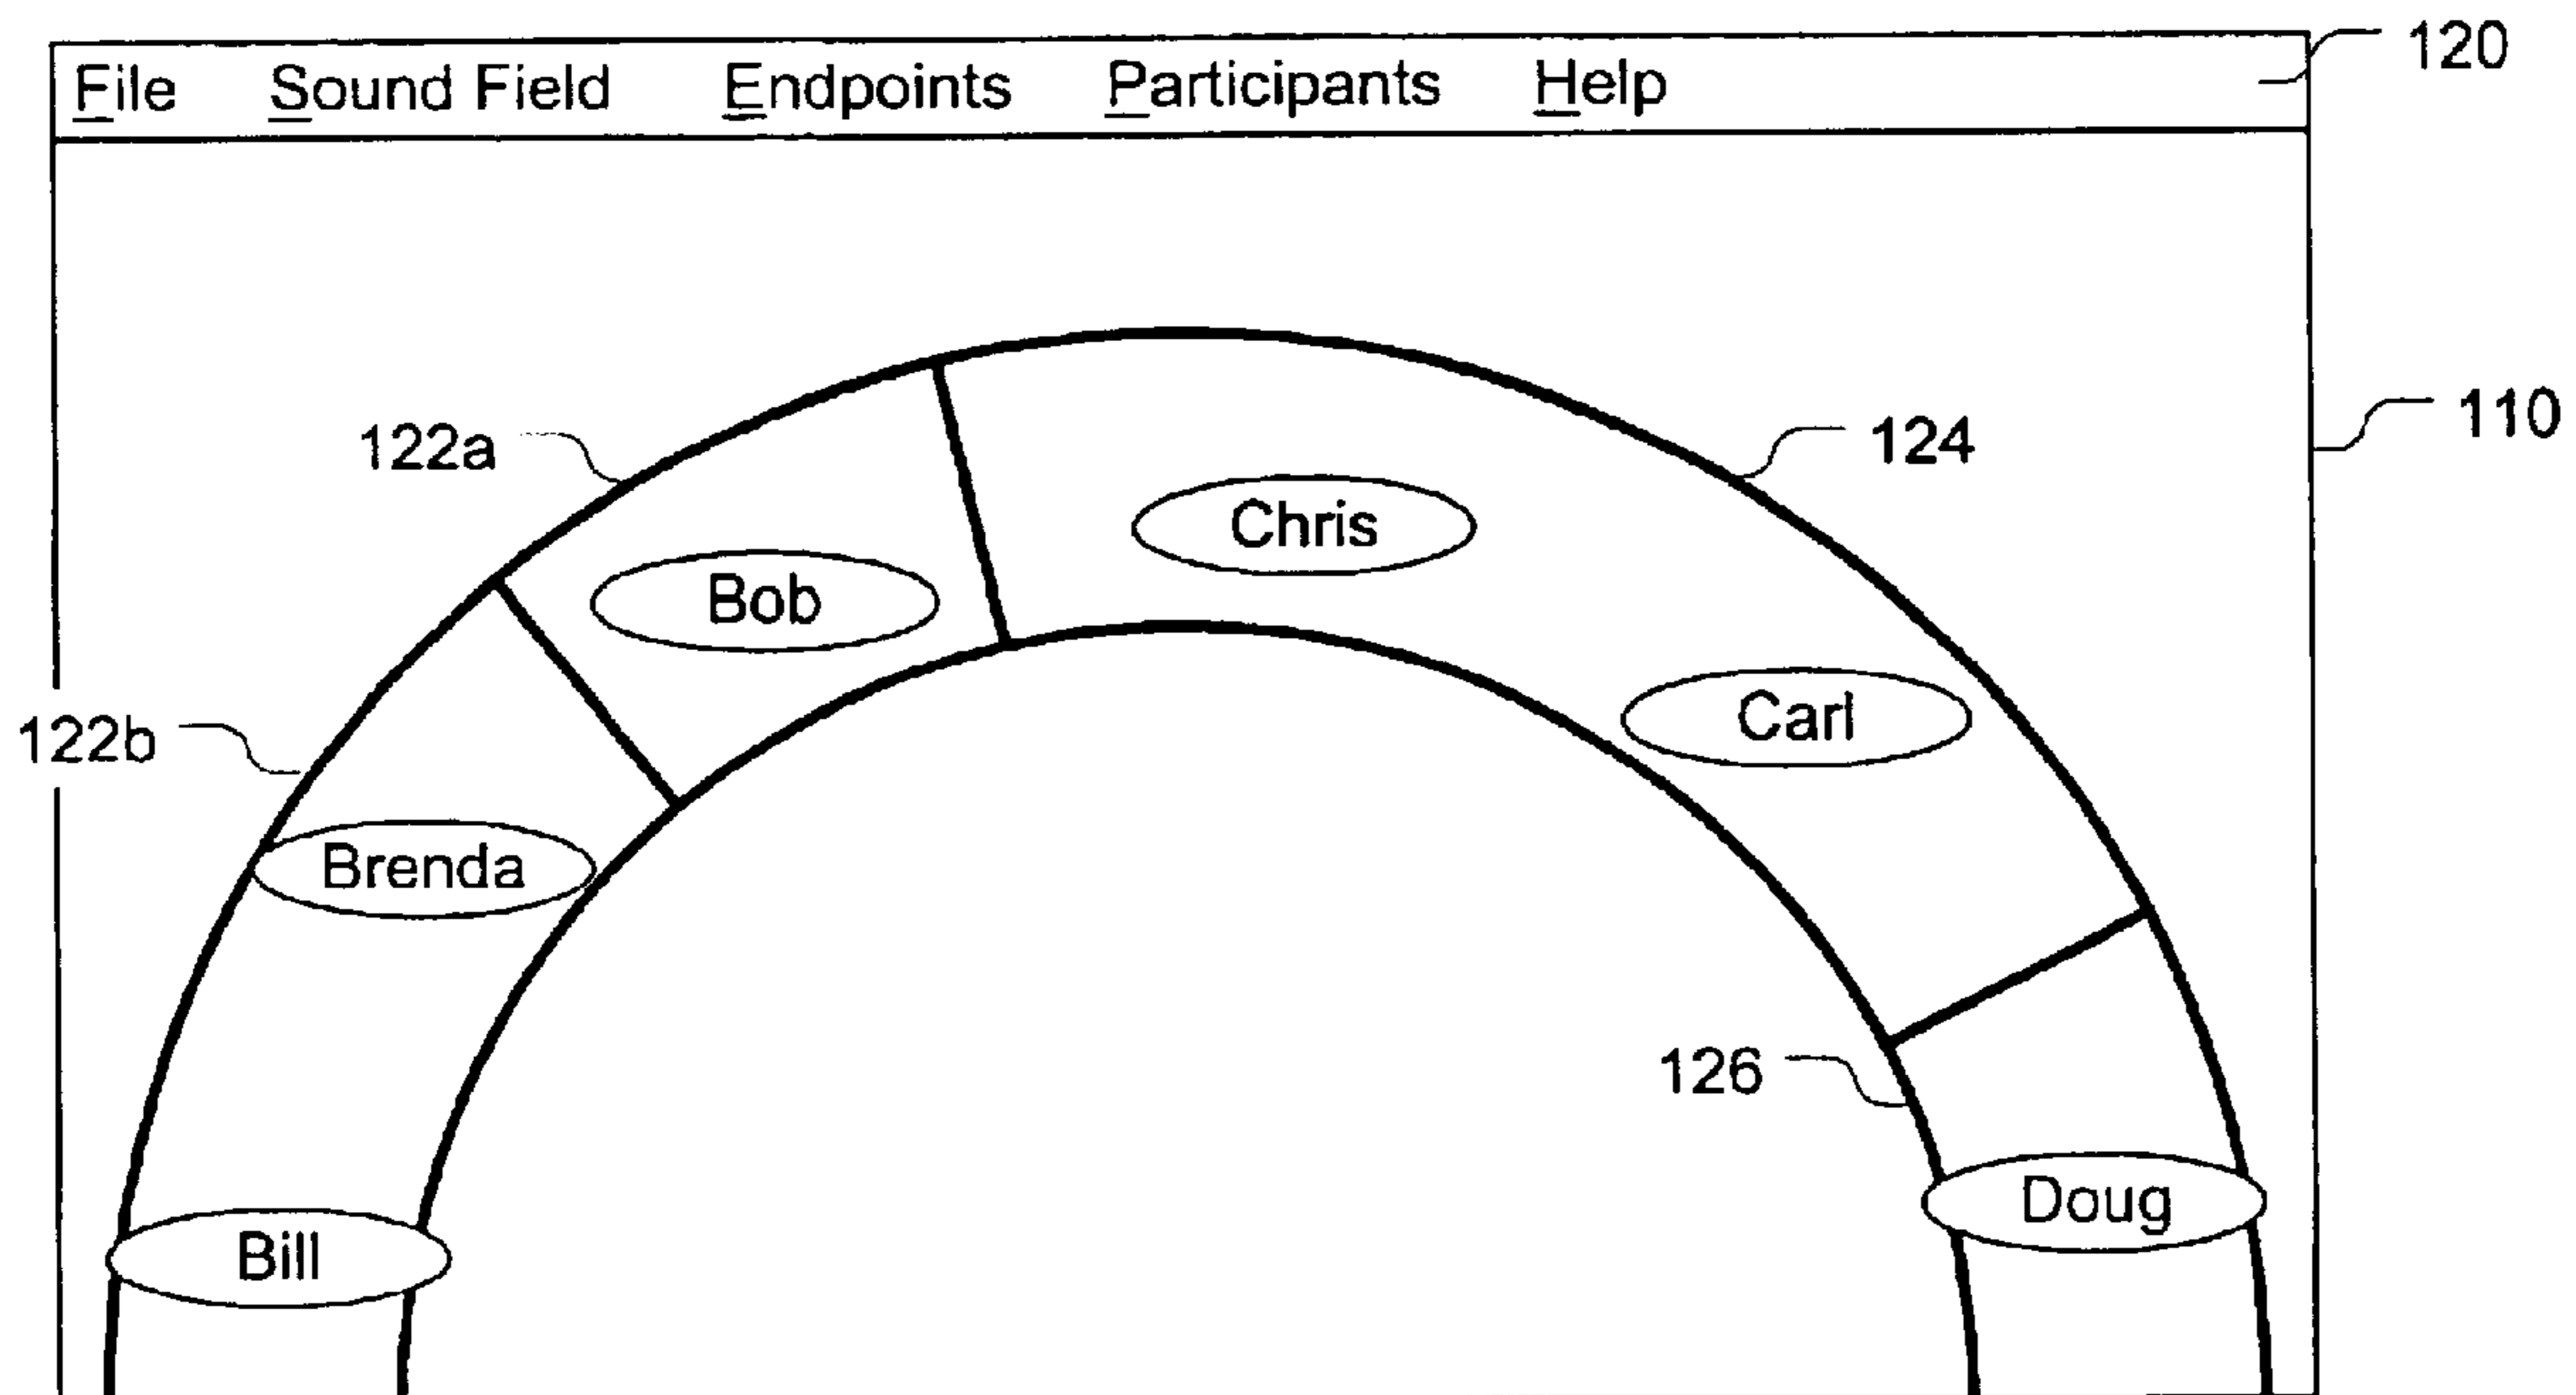 120
File Sound Field Endpoints Participants Help
110
122a
124
Chris
Bob
Carl
122b
Brenda
126
Doug
Bill